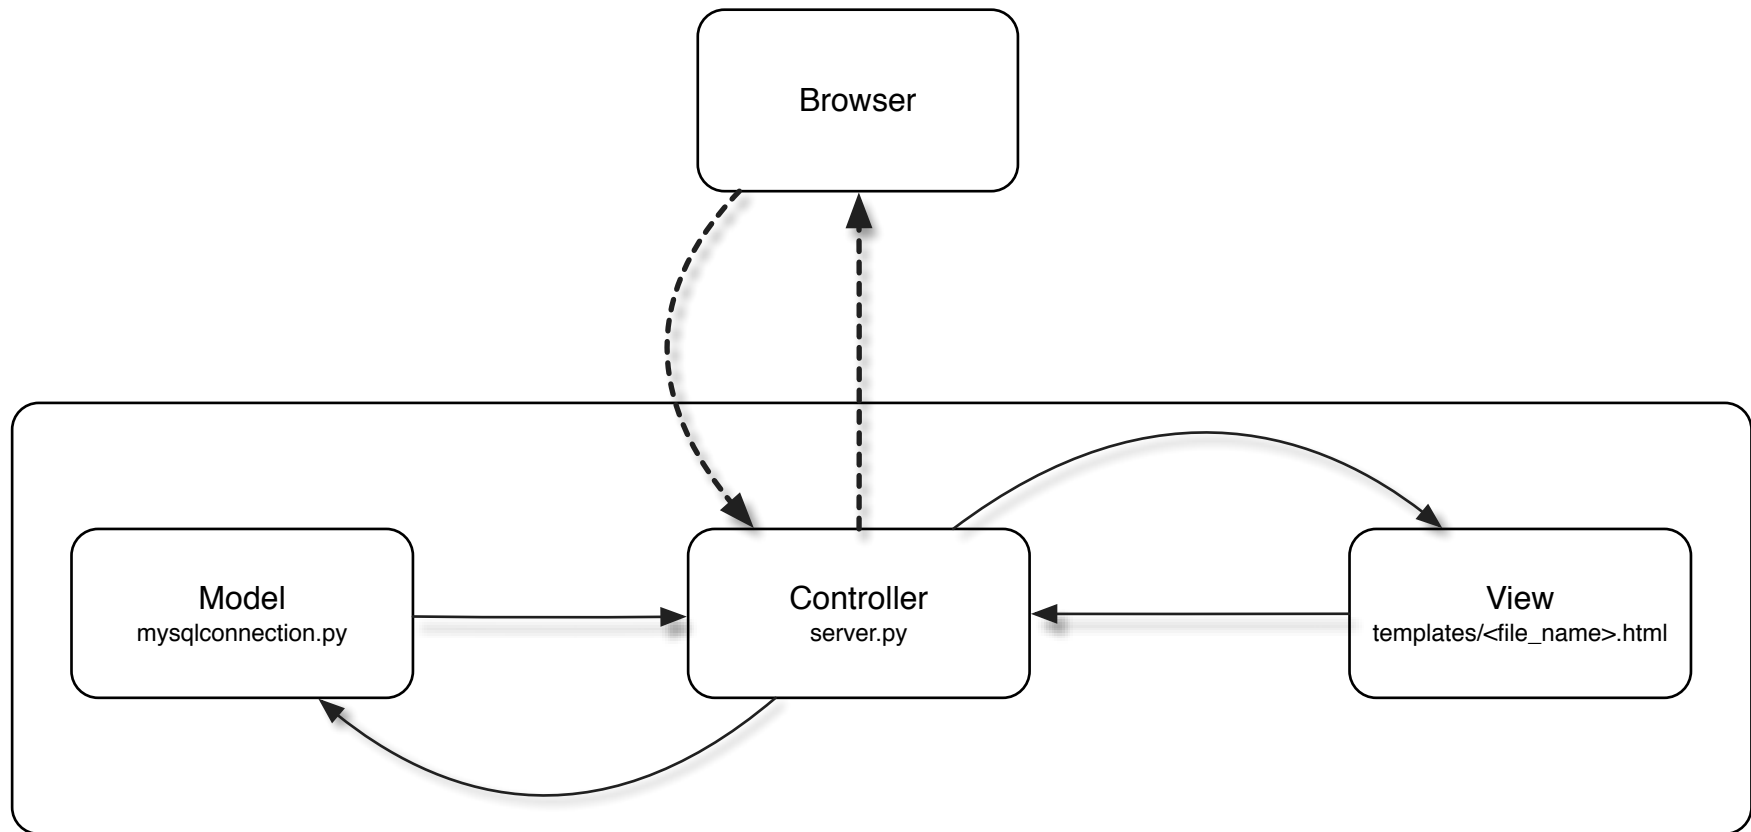 Browser
Model
mysqlconnection.py
Controller
server.py
View
templates/<file_name>.html